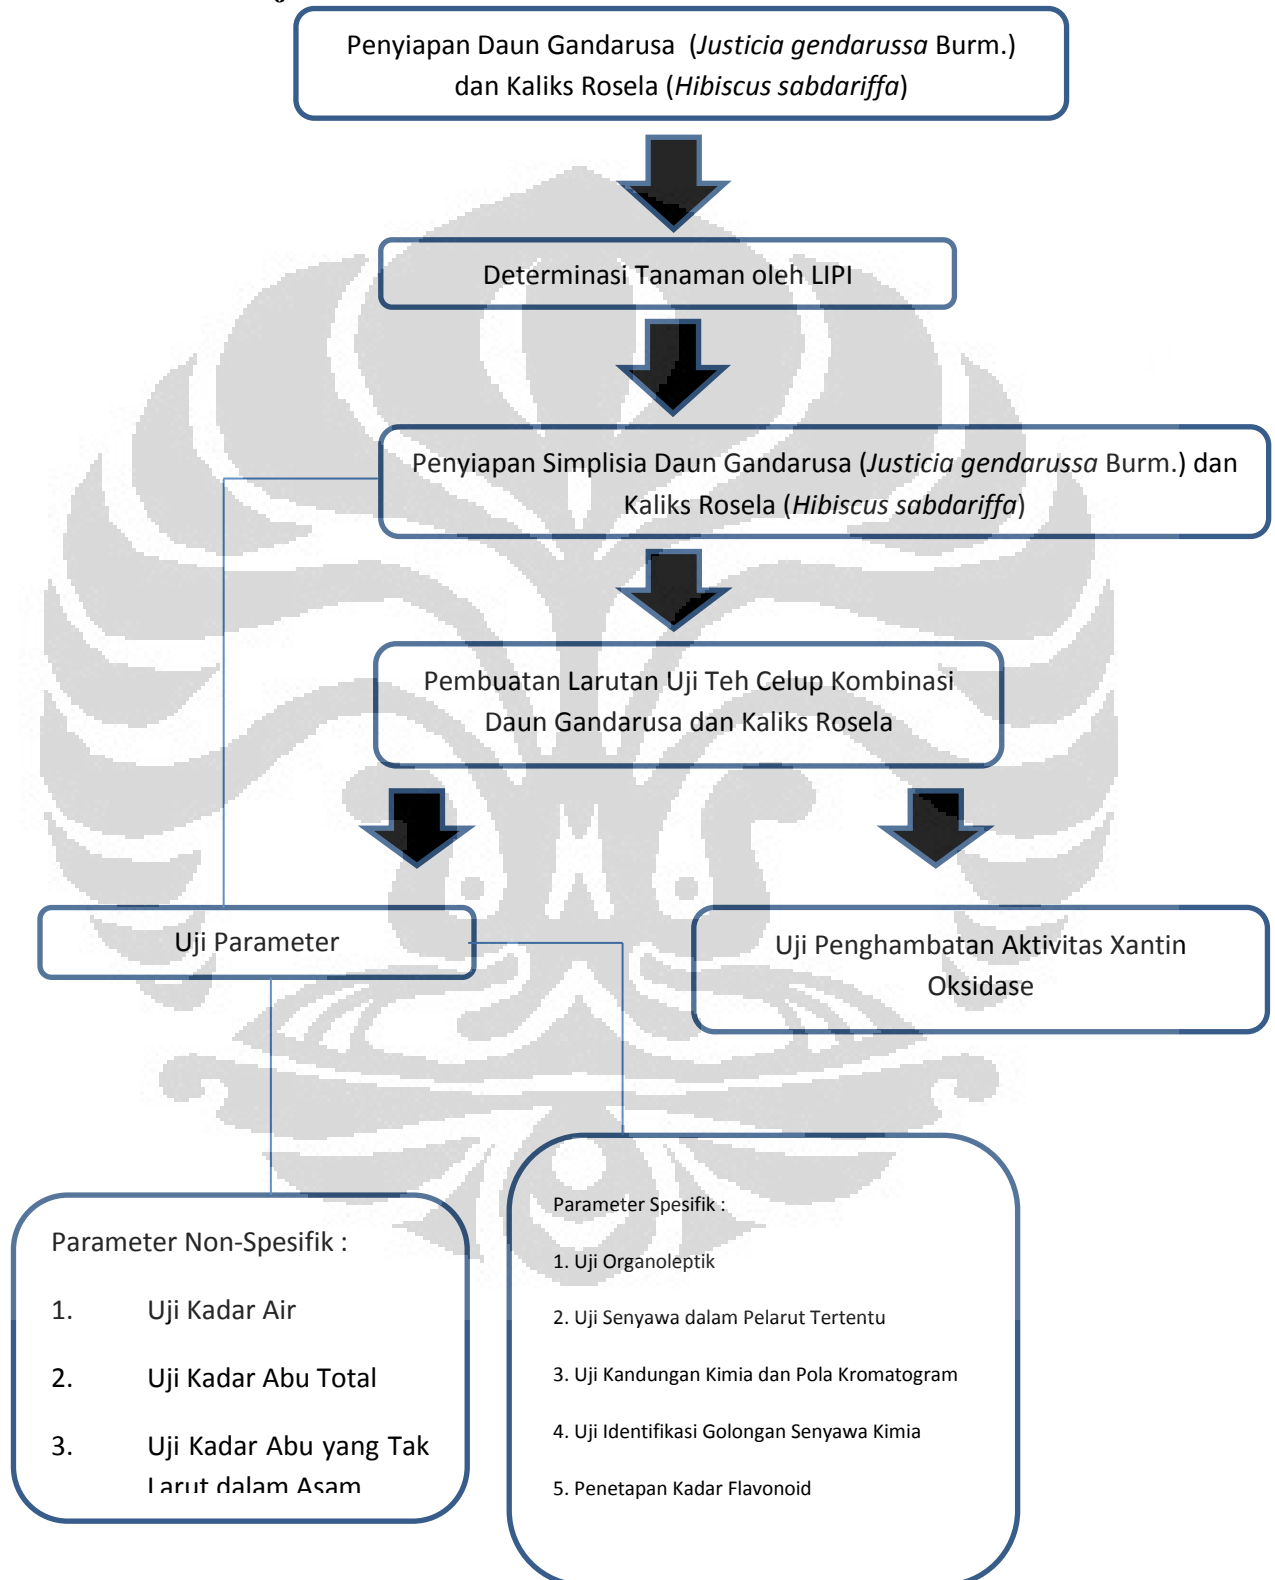 Penyiapan Daun Gandarusa (Justicia gendarussa Burm.)
dan Kaliks Rosela (Hibiscus sabdariffa)
Determinasi Tanaman oleh LIPI
Penyiapan Simplisia Daun Gandarusa (Justicia gendarussa Burm.) dan
Kaliks Rosela (Hibiscus sabdariffa)
Pembuatan Larutan Uji Teh Celup Kombinasi
Daun Gandarusa dan Kaliks Rosela
Uji Parameter
Uji Penghambatan Aktivitas Xantin
Oksidase
Parameter Non-Spesifik :
1. Uji Kadar Air
2. Uji Kadar Abu Total
3. Uji Kadar Abu yang Tak
Larut dalam Asam
Parameter Spesifik :
1. Uji Organoleptik
2. Uji Senyawa dalam Pelarut Tertentu
3. Uji Kandungan Kimia dan Pola Kromatogram
4. Uji Identifikasi Golongan Senyawa Kimia
5. Penetapan Kadar Flavonoid